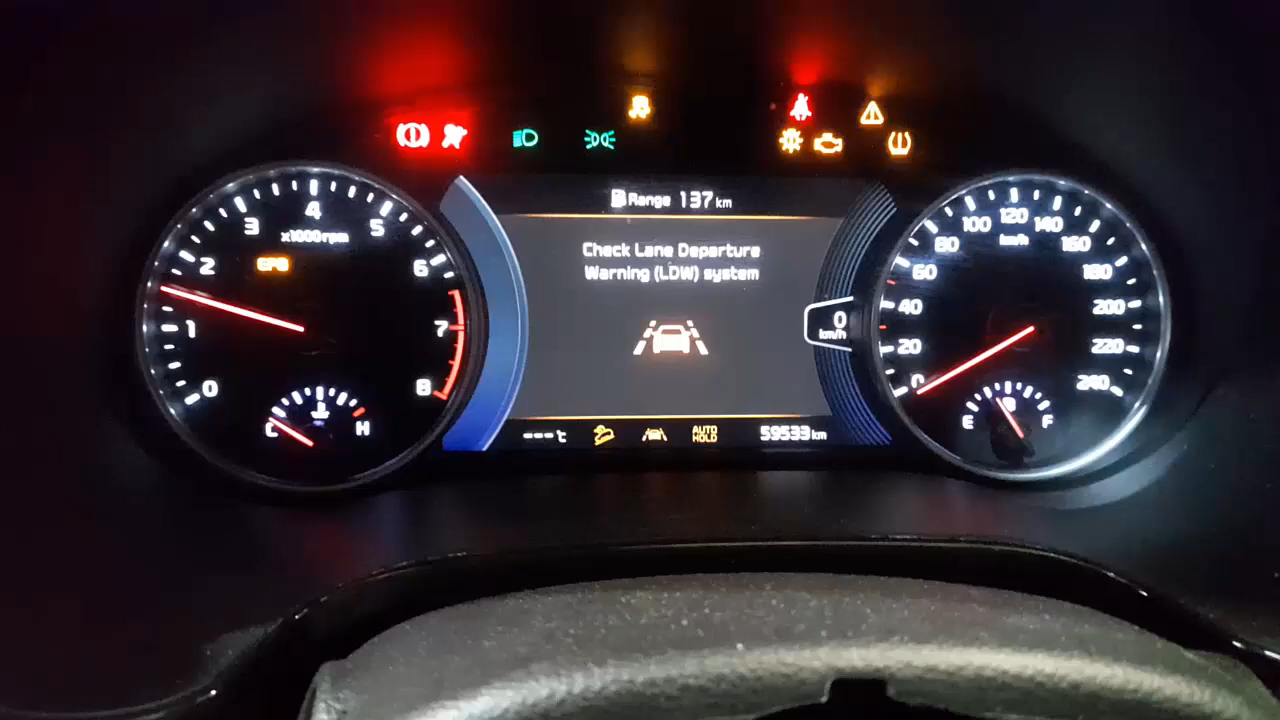 Range 137 km
Check Lane Departure
Warning (LDW) system
0
km/h
---°C
AUTO
HOLD
59533 km
0
1
2
3
4
5
6
7
8
x1000rpm
EPB
C
H
0
20
40
60
80
100
120
140
160
180
200
220
240
km/h
E
F